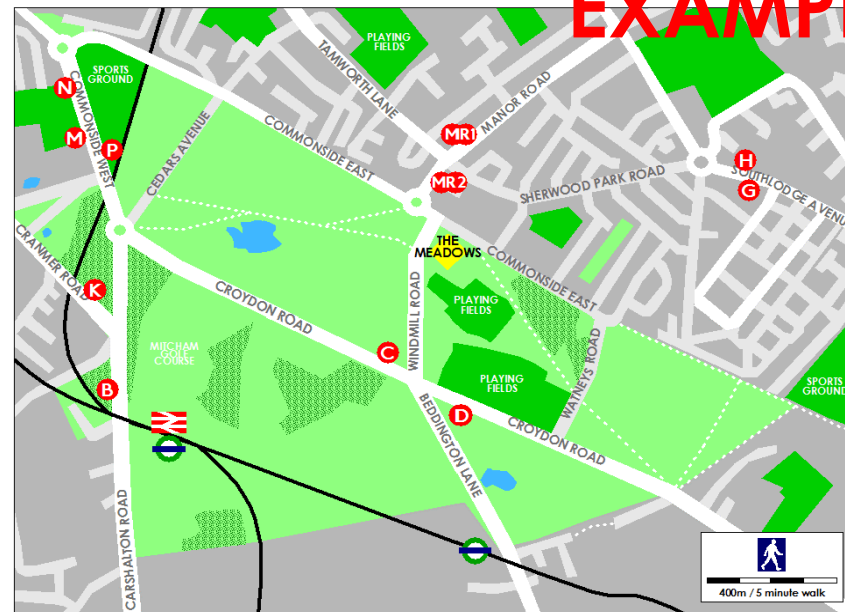 EXAMP
PLAYING
FIELDS
TAMWORTH LANE
SPORTS
GROUND
N
COMMONSIDE WEST
M
P
CEDARS AVENUE
COMMONSIDE EAST
MR1
MANOR ROAD
MR2
SHERWOOD PARK ROAD
H
G
SOUTHLODGE AVENUE
CRANMER ROAD
K
THE
MEADOWS
COMMONSIDE EAST
CROYDON ROAD
WINDMILL ROAD
PLAYING
FIELDS
C
MITCHAM
GOLF
COURSE
B
PLAYING
FIELDS
WATNEYS ROAD
SPORTS
GROUND
D
BEDDINGTON LANE
CROYDON ROAD
CARSHALTON ROAD
400m / 5 minute walk